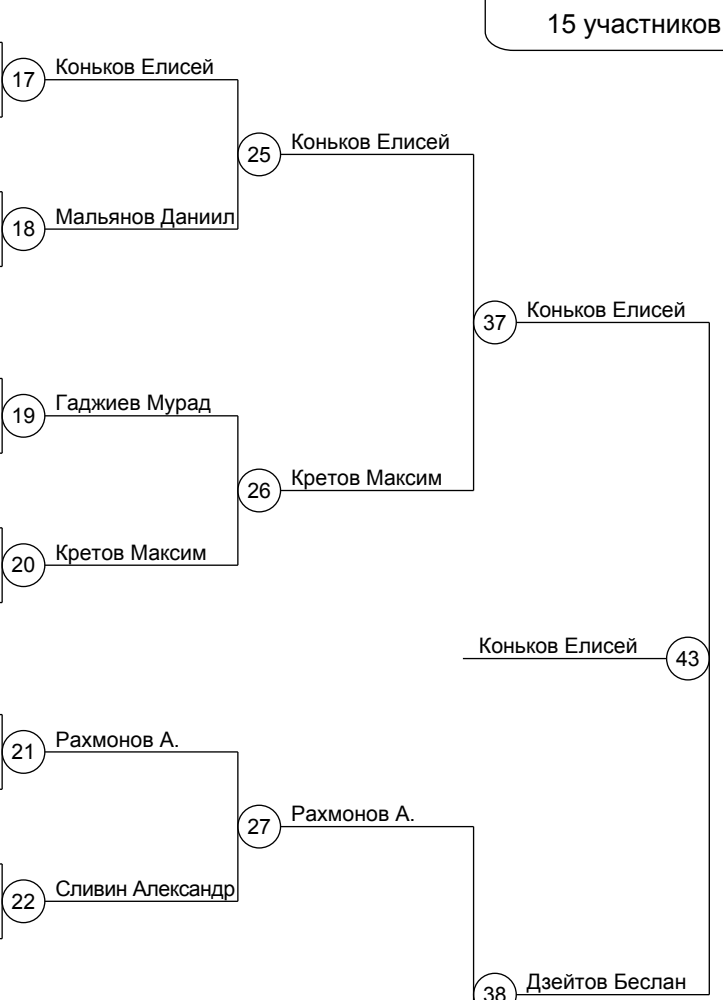 15 участников
17 Коньков Елисей
25 Коньков Елисей
18 Мальянов Даниил
37 Коньков Елисей
19 Гаджиев Мурад
26 Кретов Максим
20 Кретов Максим
Коньков Елисей 43
21 Рахмонов А.
27 Рахмонов А.
22 Сливин Александр
38 Дзейтов Беслан